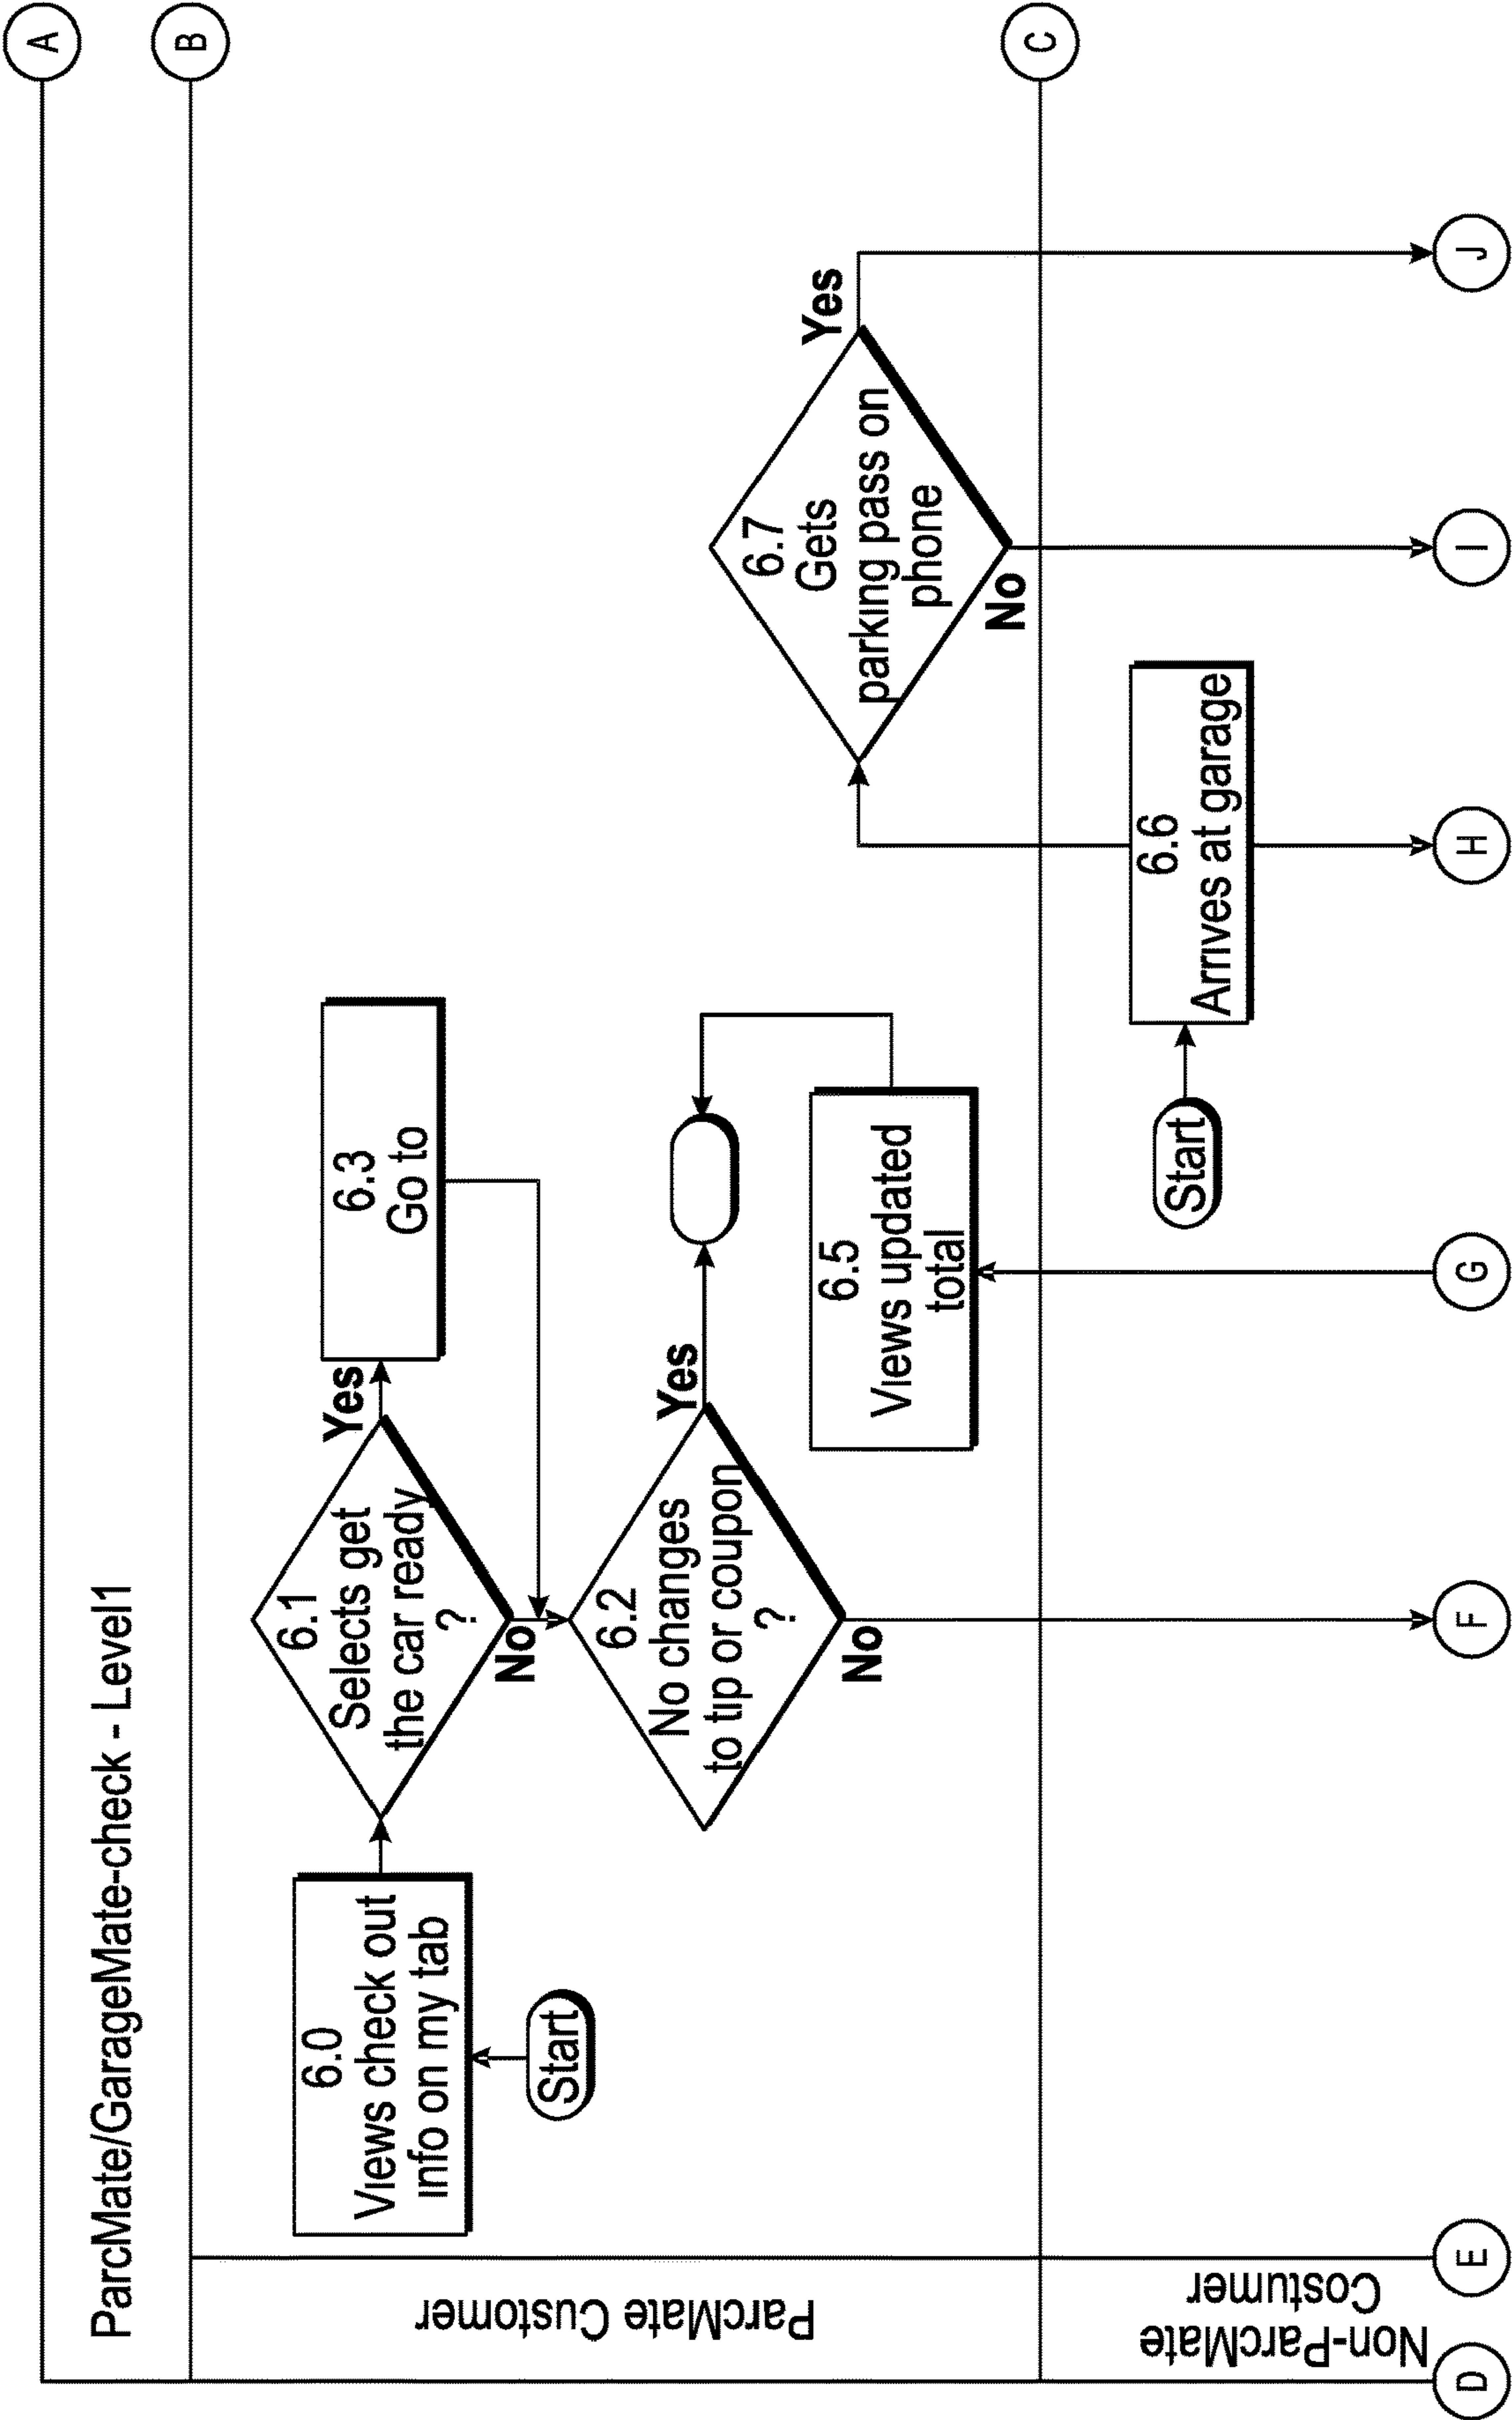 ParcMate/GarageMate-check - Level1
A
B
C
ParcMate Customer
Non-ParcMate
Costumer
6.0
Views check out
info on my tab
Start
6.1
Selects get
the car ready
?
Yes
No
6.3
Go to
6.2
No changes
to tip or coupon
?
Yes
No
6.5
Views updated
total
6.7
Gets
parking pass on
phone
Yes
No
Start
6.6
Arrives at garage
D
E
F
G
H
I
J